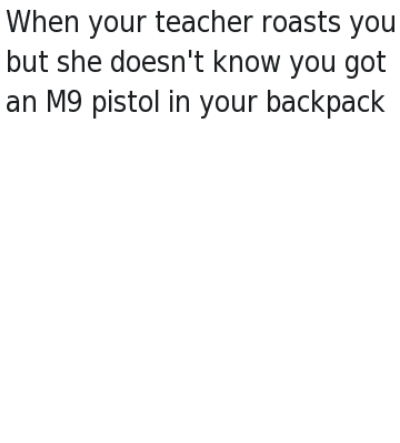 When your teacher roasts you
but she doesn't know you got
an M9 pistol in your backpack